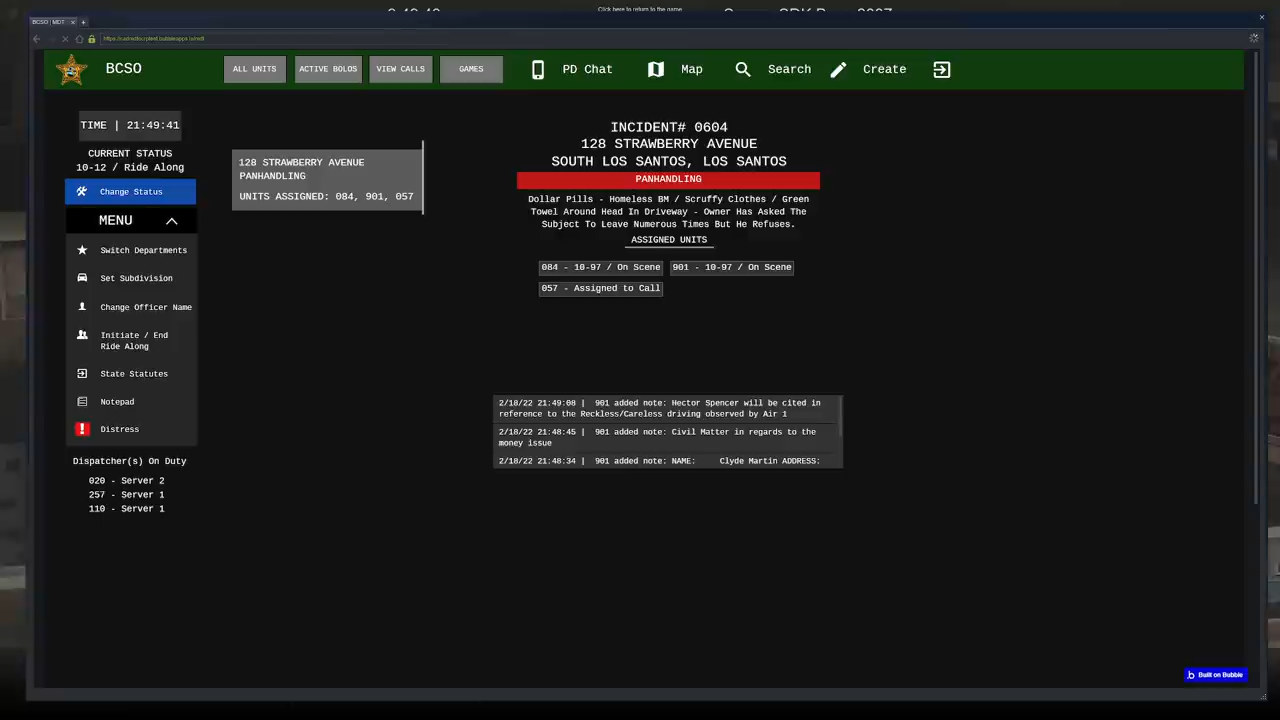 Click here to return to the game
BCSO | MDT
BCSO
ALL UNITS
ACTIVE BOLOS
VIEW CALLS
GAMES
PD Chat
Map
Search
Create
TIME | 21:49:41
CURRENT STATUS
10-12 / Ride Along
Change Status
MENU
Switch Departments
Set Subdivision
Change Officer Name
Initiate / End
Ride Along
State Statutes
Notepad
Distress
Dispatcher(s) On Duty
020 - Server 2
257 - Server 1
110 - Server 1
128 STRAWBERRY AVENUE
PANHANDLING
UNITS ASSIGNED: 084, 901, 057
INCIDENT# 0604
128 STRAWBERRY AVENUE
SOUTH LOS SANTOS, LOS SANTOS
PANHANDLING
Dollar Pills - Homeless BM / Scruffy Clothes / Green
Towel Around Head In Driveway - Owner Has Asked The
Subject To Leave Numerous Times But He Refuses.
ASSIGNED UNITS
084 - 10-97 / On Scene
901 - 10-97 / On Scene
057 - Assigned to Call
2/18/22 21:49:08 | 901 added note: Hector Spencer will be cited in
reference to the Reckless/Careless driving observed by Air 1
2/18/22 21:48:45 | 901 added note: Civil Matter in regards to the
money issue
2/18/22 21:48:34 | 901 added note: NAME: Clyde Martin ADDRESS:
Built on Bubble